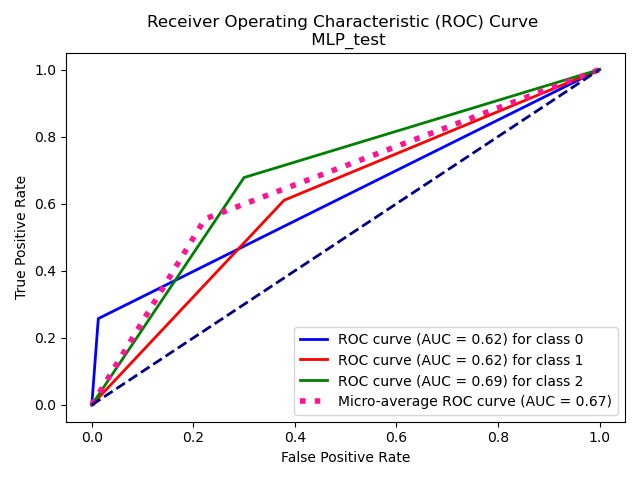 Receiver Operating Characteristic (ROC) Curve
MLP_test
True Positive Rate
1.0
0.8
0.6
0.4
0.2
0.0
ROC curve (AUC = 0.62) for class 0
ROC curve (AUC = 0.62) for class 1
ROC curve (AUC = 0.69) for class 2
Micro-average ROC curve (AUC = 0.67)
0.0 0.2 0.4 0.6 0.8 1.0
False Positive Rate